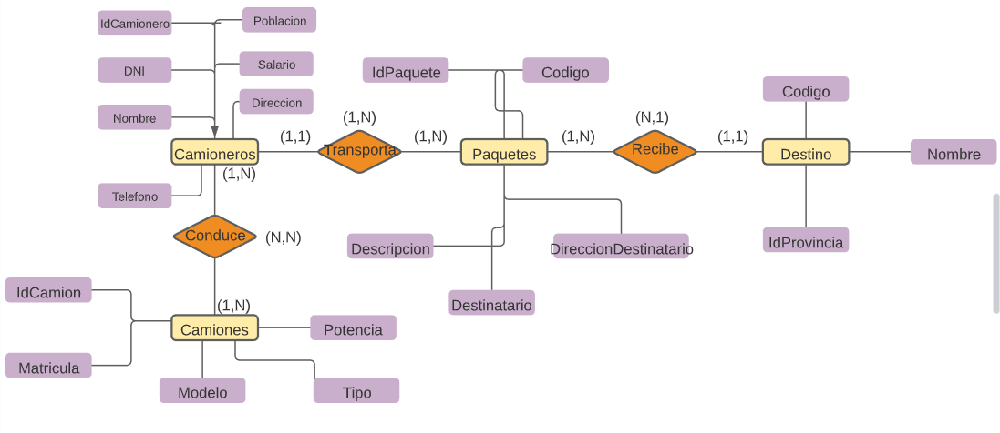 IdCamionero
Poblacion
DNI
Salario
Nombre
Direccion
IdPaquete
Codigo
Codigo
(1,1)
(1,N)
Transporta
(1,N)
(1,N)
(N,1)
Recibe
(1,1)
Camioneros
Paquetes
Destino
Nombre
(1,N)
Telefono
Conduce
(N,N)
Descripcion
DireccionDestinatario
IdProvincia
Destinatario
IdCamion
(1,N)
Camiones
Potencia
Matricula
Modelo
Tipo